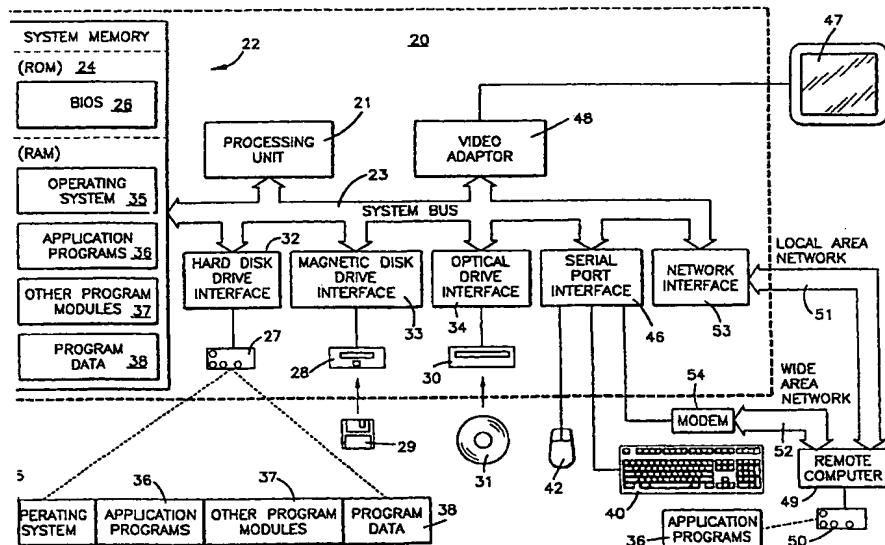 SYSTEM MEMORY
(ROM) 24
BIOS 26
(RAM)
OPERATING
SYSTEM 35
APPLICATION
PROGRAMS 36
OTHER PROGRAM
MODULES 37
PROGRAM
DATA 38
20
22
21
PROCESSING
UNIT
VIDEO
ADAPTOR
48
47
23
SYSTEM BUS
32
HARD DISK
DRIVE
INTERFACE
MAGNETIC DISK
DRIVE
INTERFACE
33
OPTICAL
DRIVE
INTERFACE
34
SERIAL
PORT
INTERFACE
46
NETWORK
INTERFACE
53
LOCAL AREA
NETWORK
51
27
28
29
30
31
42
40
WIDE
AREA
NETWORK
54
MODEM
52
REMOTE
COMPUTER
49
50
APPLICATION
PROGRAMS
36
5
PERATING
SYSTEM
36
APPLICATION
PROGRAMS
37
OTHER PROGRAM
MODULES
PROGRAM
DATA
38